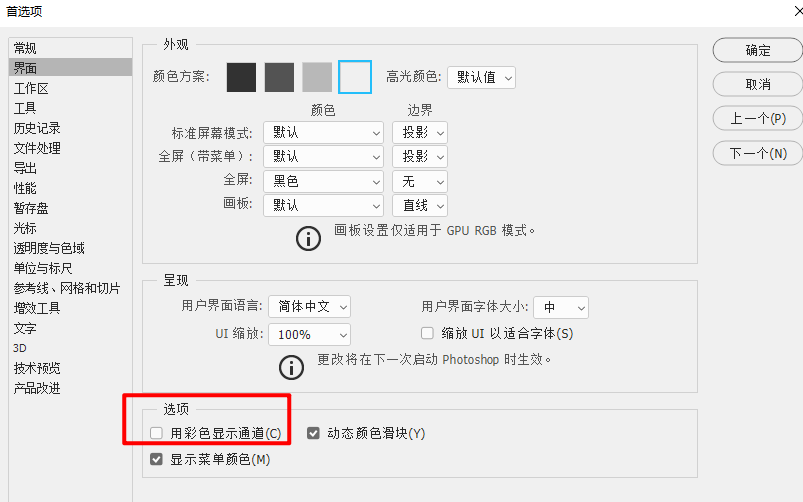 首选项
常规
界面
工作区
工具
历史记录
文件处理
导出
性能
暂存盘
光标
透明度与色域
单位与标尺
参考线、网格和切片
增效工具
文字
3D
技术预览
产品改进
外观
颜色方案: 高光颜色: 默认值
颜色 边界
标准屏幕模式: 默认 投影
全屏（带菜单）: 默认 投影
全屏: 黑色 无
画板: 默认 直线
画板设置仅适用于 GPU RGB 模式。
呈现
用户界面语言: 简体中文 用户界面字体大小: 中
UI 缩放: 100% 缩放 UI 以适合字体(S)
更改将在下一次启动 Photoshop 时生效。
选项
用彩色显示通道(C) 动态颜色滑块(Y)
显示菜单颜色(M)
确定
取消
上一个(P)
下一个(N)